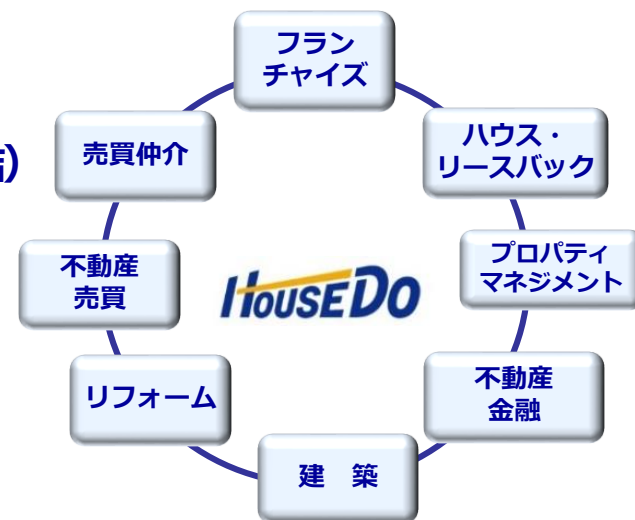 フラン
チャイズ
ハウス・
リースバック
プロパティ
マネジメント
不動産
金融
建 築
リフォーム
不動産
売買
売買仲介
)
HOUSEDO